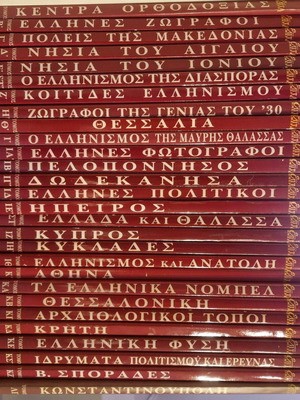 ΚΕΝΤΡΑ ΟΡΘΟΔΟΞΙΑΣ
ΕΛΛΗΝΕΣ ΖΩΓΡΑΦΟΙ
ΠΟΛΕΙΣ ΤΗΣ ΜΑΚΕΔΟΝΙΑΣ
ΝΗΣΙΑ ΤΟΥ ΑΙΓΑΙΟΥ
ΝΗΣΙΑ ΤΟΥ ΙΟΝΙΟΥ
Ο ΕΛΛΗΝΙΣΜΟΣ ΤΗΣ ΔΙΑΣΠΟΡΑΣ
ΚΟΙΤΙΔΕΣ ΕΛΛΗΝΙΣΜΟΥ
ΖΩΓΡΑΦΟΙ ΤΗΣ ΓΕΝΙΑΣ ΤΟΥ '30
ΘΕΣΣΑΛΙΑ
Ο ΕΛΛΗΝΙΣΜΟΣ ΤΗΣ ΜΑΥΡΗΣ ΘΑΛΑΣΣΑΣ
ΕΛΛΗΝΕΣ ΦΩΤΟΓΡΑΦΟΙ
ΠΕΛΟΠΟΝΝΗΣΟΣ
ΔΩΔΕΚΑΝΗΣΑ
ΕΛΛΗΝΕΣ ΠΟΛΙΤΙΚΟΙ
ΗΠΕΙΡΟΣ
ΕΛΛΑΔΑ ΚΑΙ ΘΑΛΑΣΣΑ
ΚΥΠΡΟΣ
ΚΥΚΛΑΔΕΣ
ΕΛΛΗΝΙΣΜΟΣ ΚΑΙ ΑΝΑΤΟΛΗ
ΑΘΗΝΑ
ΤΑ ΕΛΛΗΝΙΚΑ ΝΟΜΠΕΛ
ΘΕΣΣΑΛΟΝΙΚΗ
ΑΡΧΑΙΟΛΟΓΙΚΟΙ ΤΟΠΟΙ
ΚΡΗΤΗ
ΕΛΛΗΝΙΚΗ ΦΥΣΗ
ΙΔΡΥΜΑΤΑ ΠΟΛΙΤΙΣΜΟΥ ΚΑΙ ΕΡΕΥΝΑΣ
Β. ΣΠΟΡΑΔΕΣ
ΚΩΝΣΤΑΝΤΙΝΟΥΠΟΛΗ